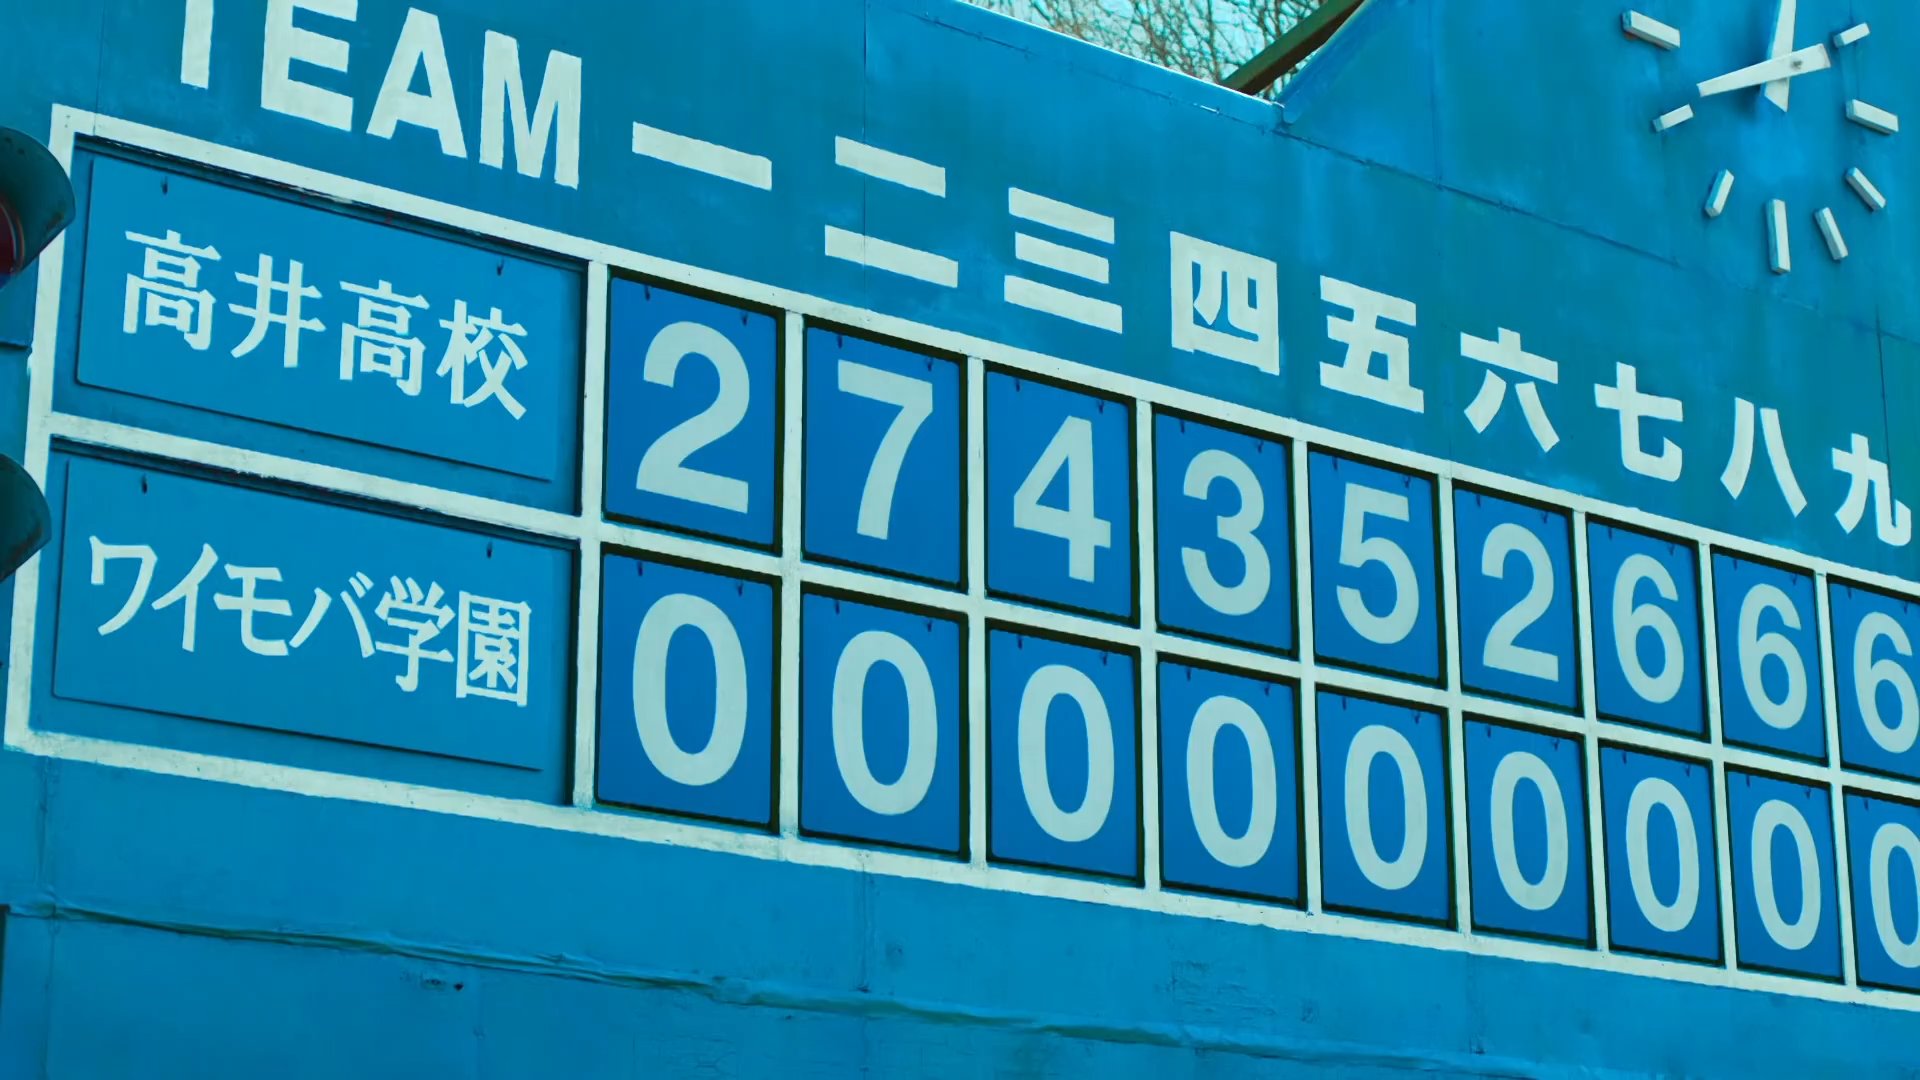 TEAM 一 二 三 四 五 六 七 八 九
高井高校 2 7 4 3 5 2 6 6 6
ワイモバ学園 0 0 0 0 0 0 0 0 0